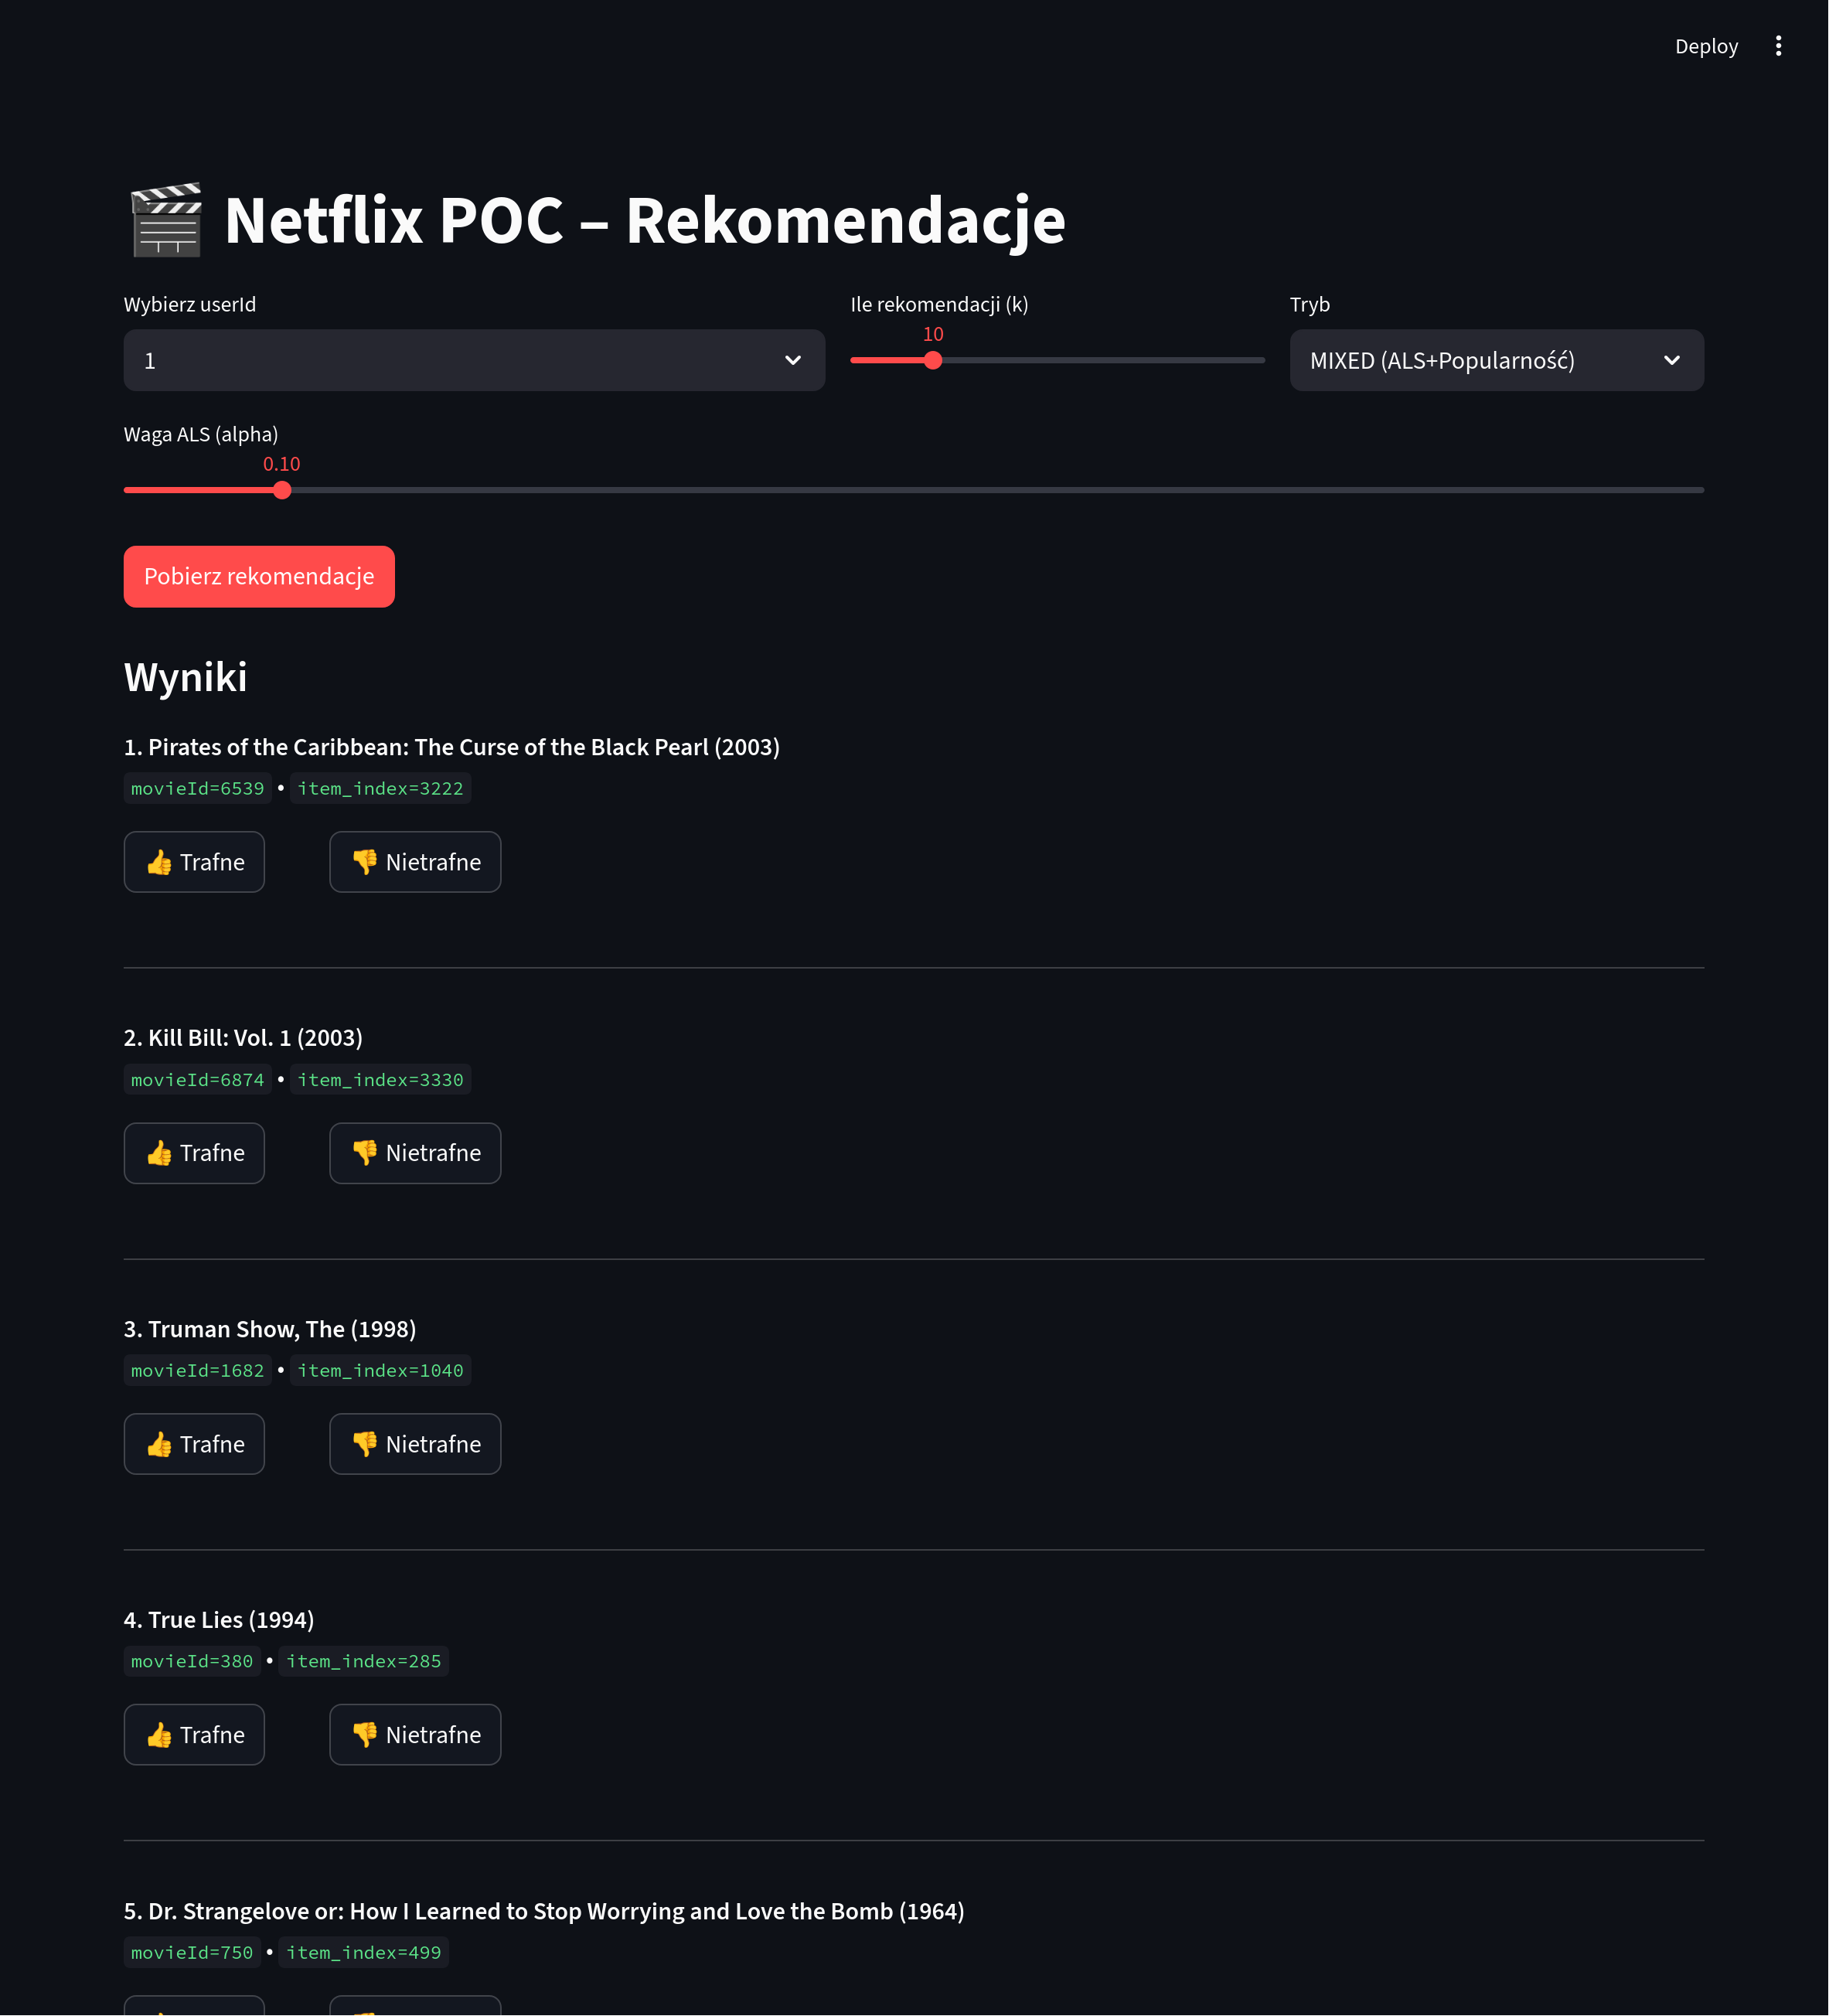 Deploy
Netflix POC – Rekomendacje
Wybierz userId
Ile rekomendacji (k)
Tryb
10
1
MIXED (ALS+Popularność)
Waga ALS (alpha)
0.10
Pobierz rekomendacje
Wyniki
1. Pirates of the Caribbean: The Curse of the Black Pearl (2003)
movieId=6539 • item_index=3222
👍 Trafne
👎 Nietrafne
2. Kill Bill: Vol. 1 (2003)
movieId=6874 • item_index=3330
👍 Trafne
👎 Nietrafne
3. Truman Show, The (1998)
movieId=1682 • item_index=1040
👍 Trafne
👎 Nietrafne
4. True Lies (1994)
movieId=380 • item_index=285
👍 Trafne
👎 Nietrafne
5. Dr. Strangelove or: How I Learned to Stop Worrying and Love the Bomb (1964)
movieId=750 • item_index=499